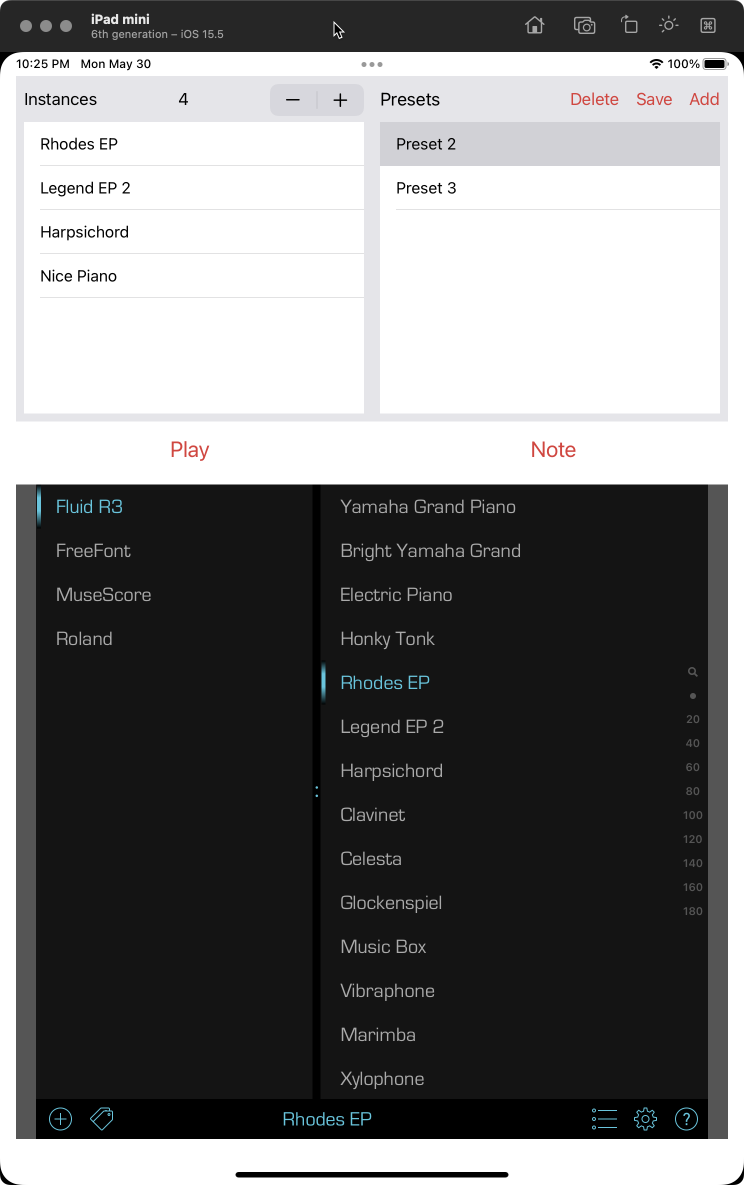 iPad mini
6th generation – iOS 15.5
10:25 PM Mon May 30
100%
Instances 4 − +
Rhodes EP
Legend EP 2
Harpsichord
Nice Piano
Presets Delete Save Add
Preset 2
Preset 3
Play
Note
Fluid R3
FreeFont
MuseScore
Roland
Yamaha Grand Piano
Bright Yamaha Grand
Electric Piano
Honky Tonk
Rhodes EP
Legend EP 2
Harpsichord
Clavinet
Celesta
Glockenspiel
Music Box
Vibraphone
Marimba
Xylophone
20
40
60
80
100
120
140
160
180
Rhodes EP
?